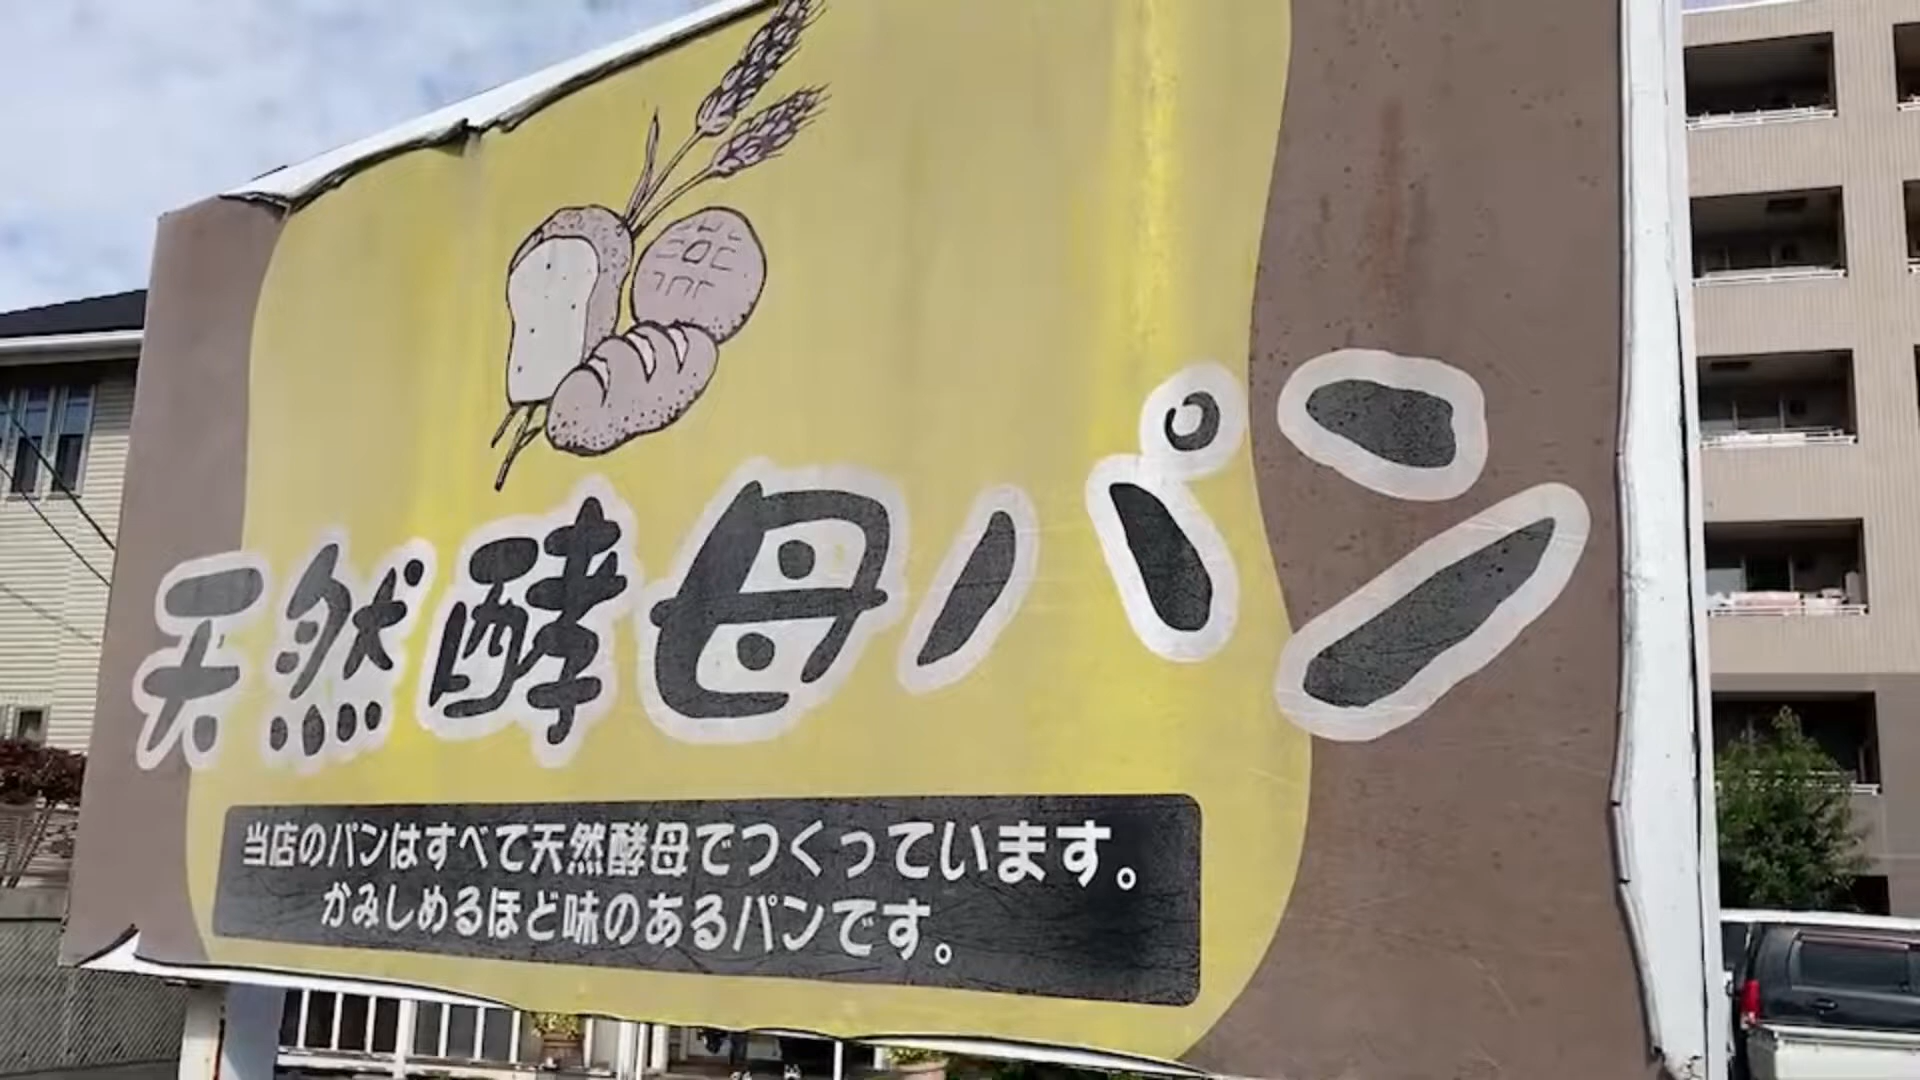 天然酵母パン
当店のパンはすべて天然酵母でつくっています。
かみしめるほど味のあるパンです。